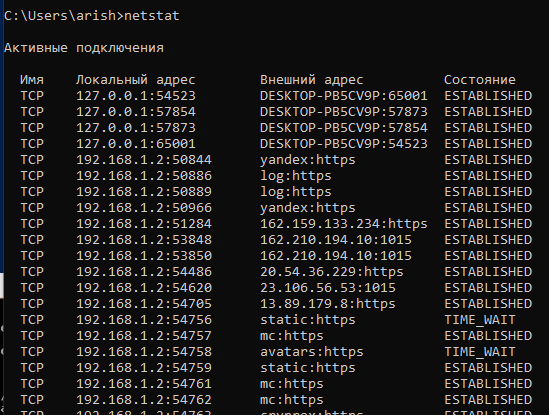 C:\Users\arish>netstat
Активные подключения
Имя Локальный адрес Внешний адрес Состояние
TCP 127.0.0.1:54523 DESKTOP-PB5CV9P:65001 ESTABLISHED
TCP 127.0.0.1:57854 DESKTOP-PB5CV9P:57873 ESTABLISHED
TCP 127.0.0.1:57873 DESKTOP-PB5CV9P:57854 ESTABLISHED
TCP 127.0.0.1:65001 DESKTOP-PB5CV9P:54523 ESTABLISHED
TCP 192.168.1.2:50844 yandex:https ESTABLISHED
TCP 192.168.1.2:50886 log:https ESTABLISHED
TCP 192.168.1.2:50889 log:https ESTABLISHED
TCP 192.168.1.2:50966 yandex:https ESTABLISHED
TCP 192.168.1.2:51284 162.159.133.234:https ESTABLISHED
TCP 192.168.1.2:53848 162.210.194.10:1015 ESTABLISHED
TCP 192.168.1.2:53850 162.210.194.10:1015 ESTABLISHED
TCP 192.168.1.2:54486 20.54.36.229:https ESTABLISHED
TCP 192.168.1.2:54620 23.106.56.53:1015 ESTABLISHED
TCP 192.168.1.2:54705 13.89.179.8:https ESTABLISHED
TCP 192.168.1.2:54756 static:https TIME_WAIT
TCP 192.168.1.2:54757 mc:https ESTABLISHED
TCP 192.168.1.2:54758 avatars:https TIME_WAIT
TCP 192.168.1.2:54759 static:https ESTABLISHED
TCP 192.168.1.2:54761 mc:https ESTABLISHED
TCP 192.168.1.2:54762 mc:https ESTABLISHED
TCP 192.168.1.2:54763 ESTABLISHED